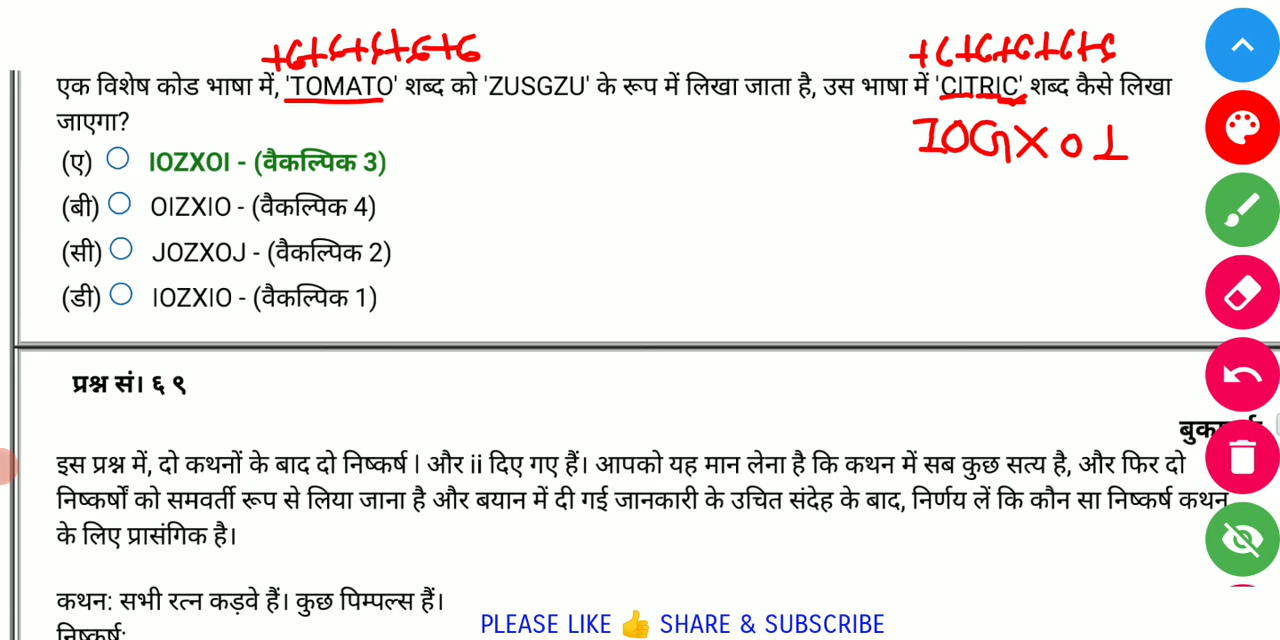 +6+6+6+6+6
+6+6+6+6+6
एक विशेष कोड भाषा में, 'TOMATO' शब्द को 'ZUSGZU' के रूप में लिखा जाता है, उस भाषा में 'CITRIC' शब्द कैसे लिखा
जाएगा?
IOGXOI
(ए) IOZXOI - (वैकल्पिक 3)
(बी) OIZXIO - (वैकल्पिक 4)
(सी) JOZXOJ - (वैकल्पिक 2)
(डी) IOZXIO - (वैकल्पिक 1)
प्रश्न सं। ६ ९
इस प्रश्न में, दो कथनों के बाद दो निष्कर्ष I और ii दिए गए हैं। आपको यह मान लेना है कि कथन में सब कुछ सत्य है, और फिर दो
निष्कर्षों को समवर्ती रूप से लिया जाना है और बयान में दी गई जानकारी के उचित संदेह के बाद, निर्णय लें कि कौन सा निष्कर्ष कथन
के लिए प्रासंगिक है।
कथन: सभी रत्न कड़वे हैं। कुछ पिम्पल्स हैं।
निष्कर्ष:
PLEASE LIKE 👍 SHARE & SUBSCRIBE